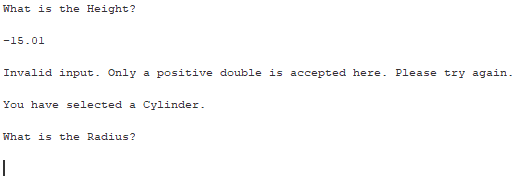 What is the Height?
-15.01
Invalid input. Only a positive double is accepted here. Please try again.
You have selected a Cylinder.
What is the Radius?